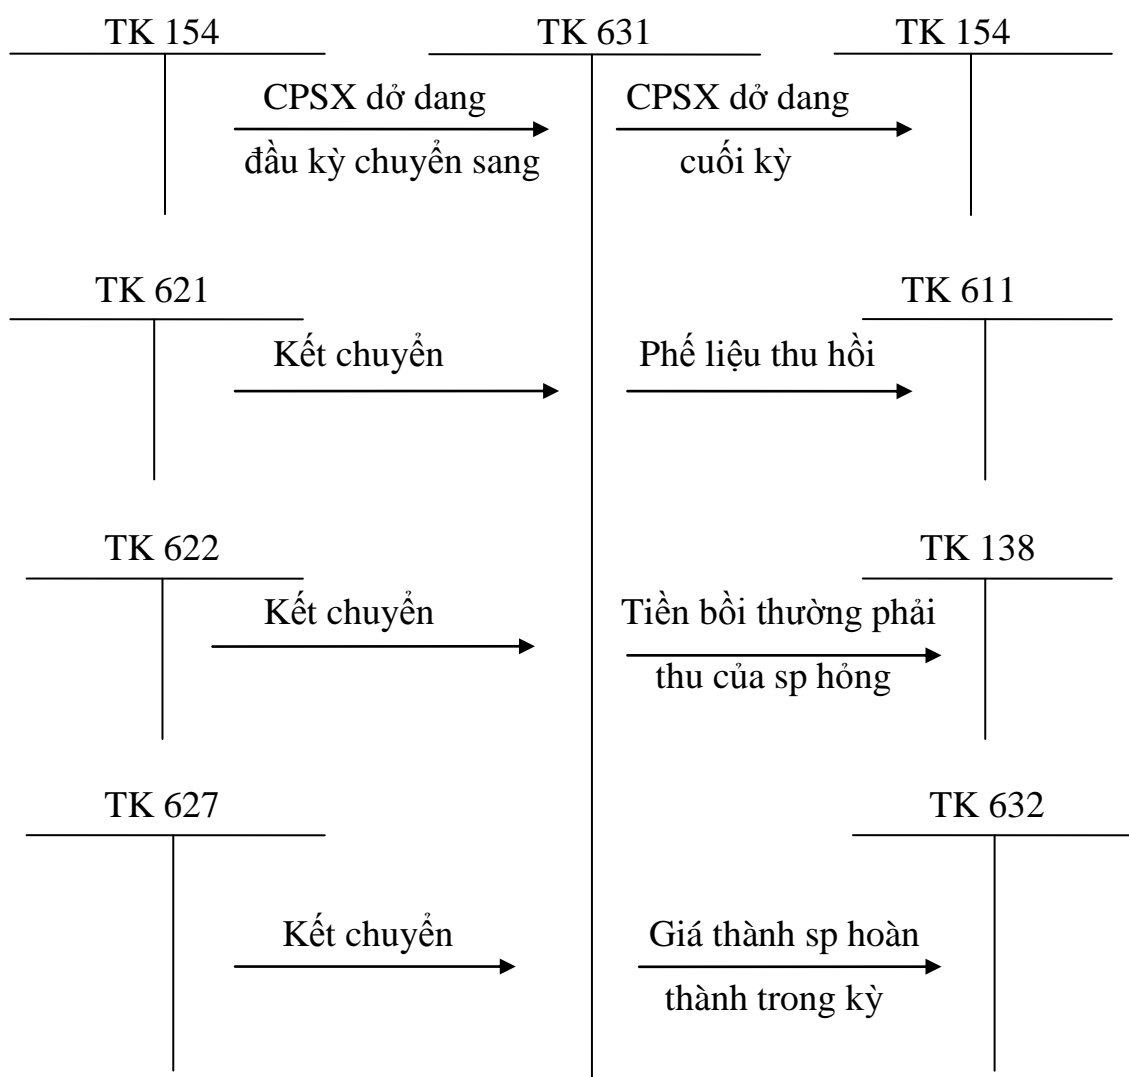 TK 154
TK 631
TK 154
CPSX dở dang
đầu kỳ chuyển sang
CPSX dở dang
cuối kỳ
TK 621
TK 611
Kết chuyển
Phế liệu thu hồi
TK 622
TK 138
Kết chuyển
Tiền bồi thường phải
thu của sp hỏng
TK 627
TK 632
Kết chuyển
Giá thành sp hoàn
thành trong kỳ